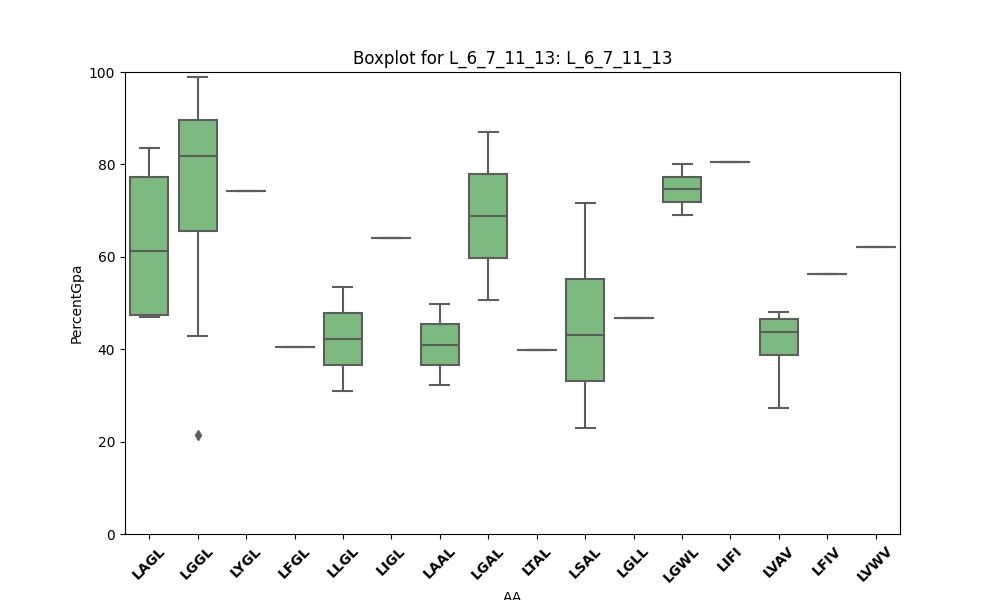 Boxplot for L_6_7_11_13: L_6_7_11_13
100
80
60
40
20
0
PercentGpa
LAGL
LGGL
LYGL
LFGL
LLGL
LIGL
LAAL
LGAL
LTAL
LSAL
LGLL
LGWL
LIFI
LVAV
LFIV
LVWV
AA